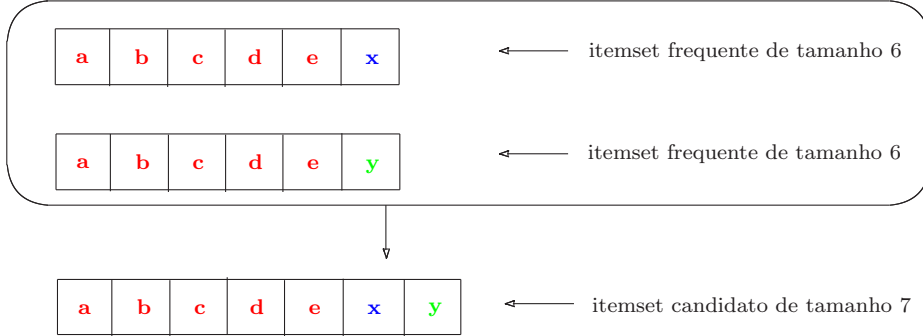 a b c d e x itemset frequente de tamanho 6
a b c d e y itemset frequente de tamanho 6
a b c d e x y itemset candidato de tamanho 7